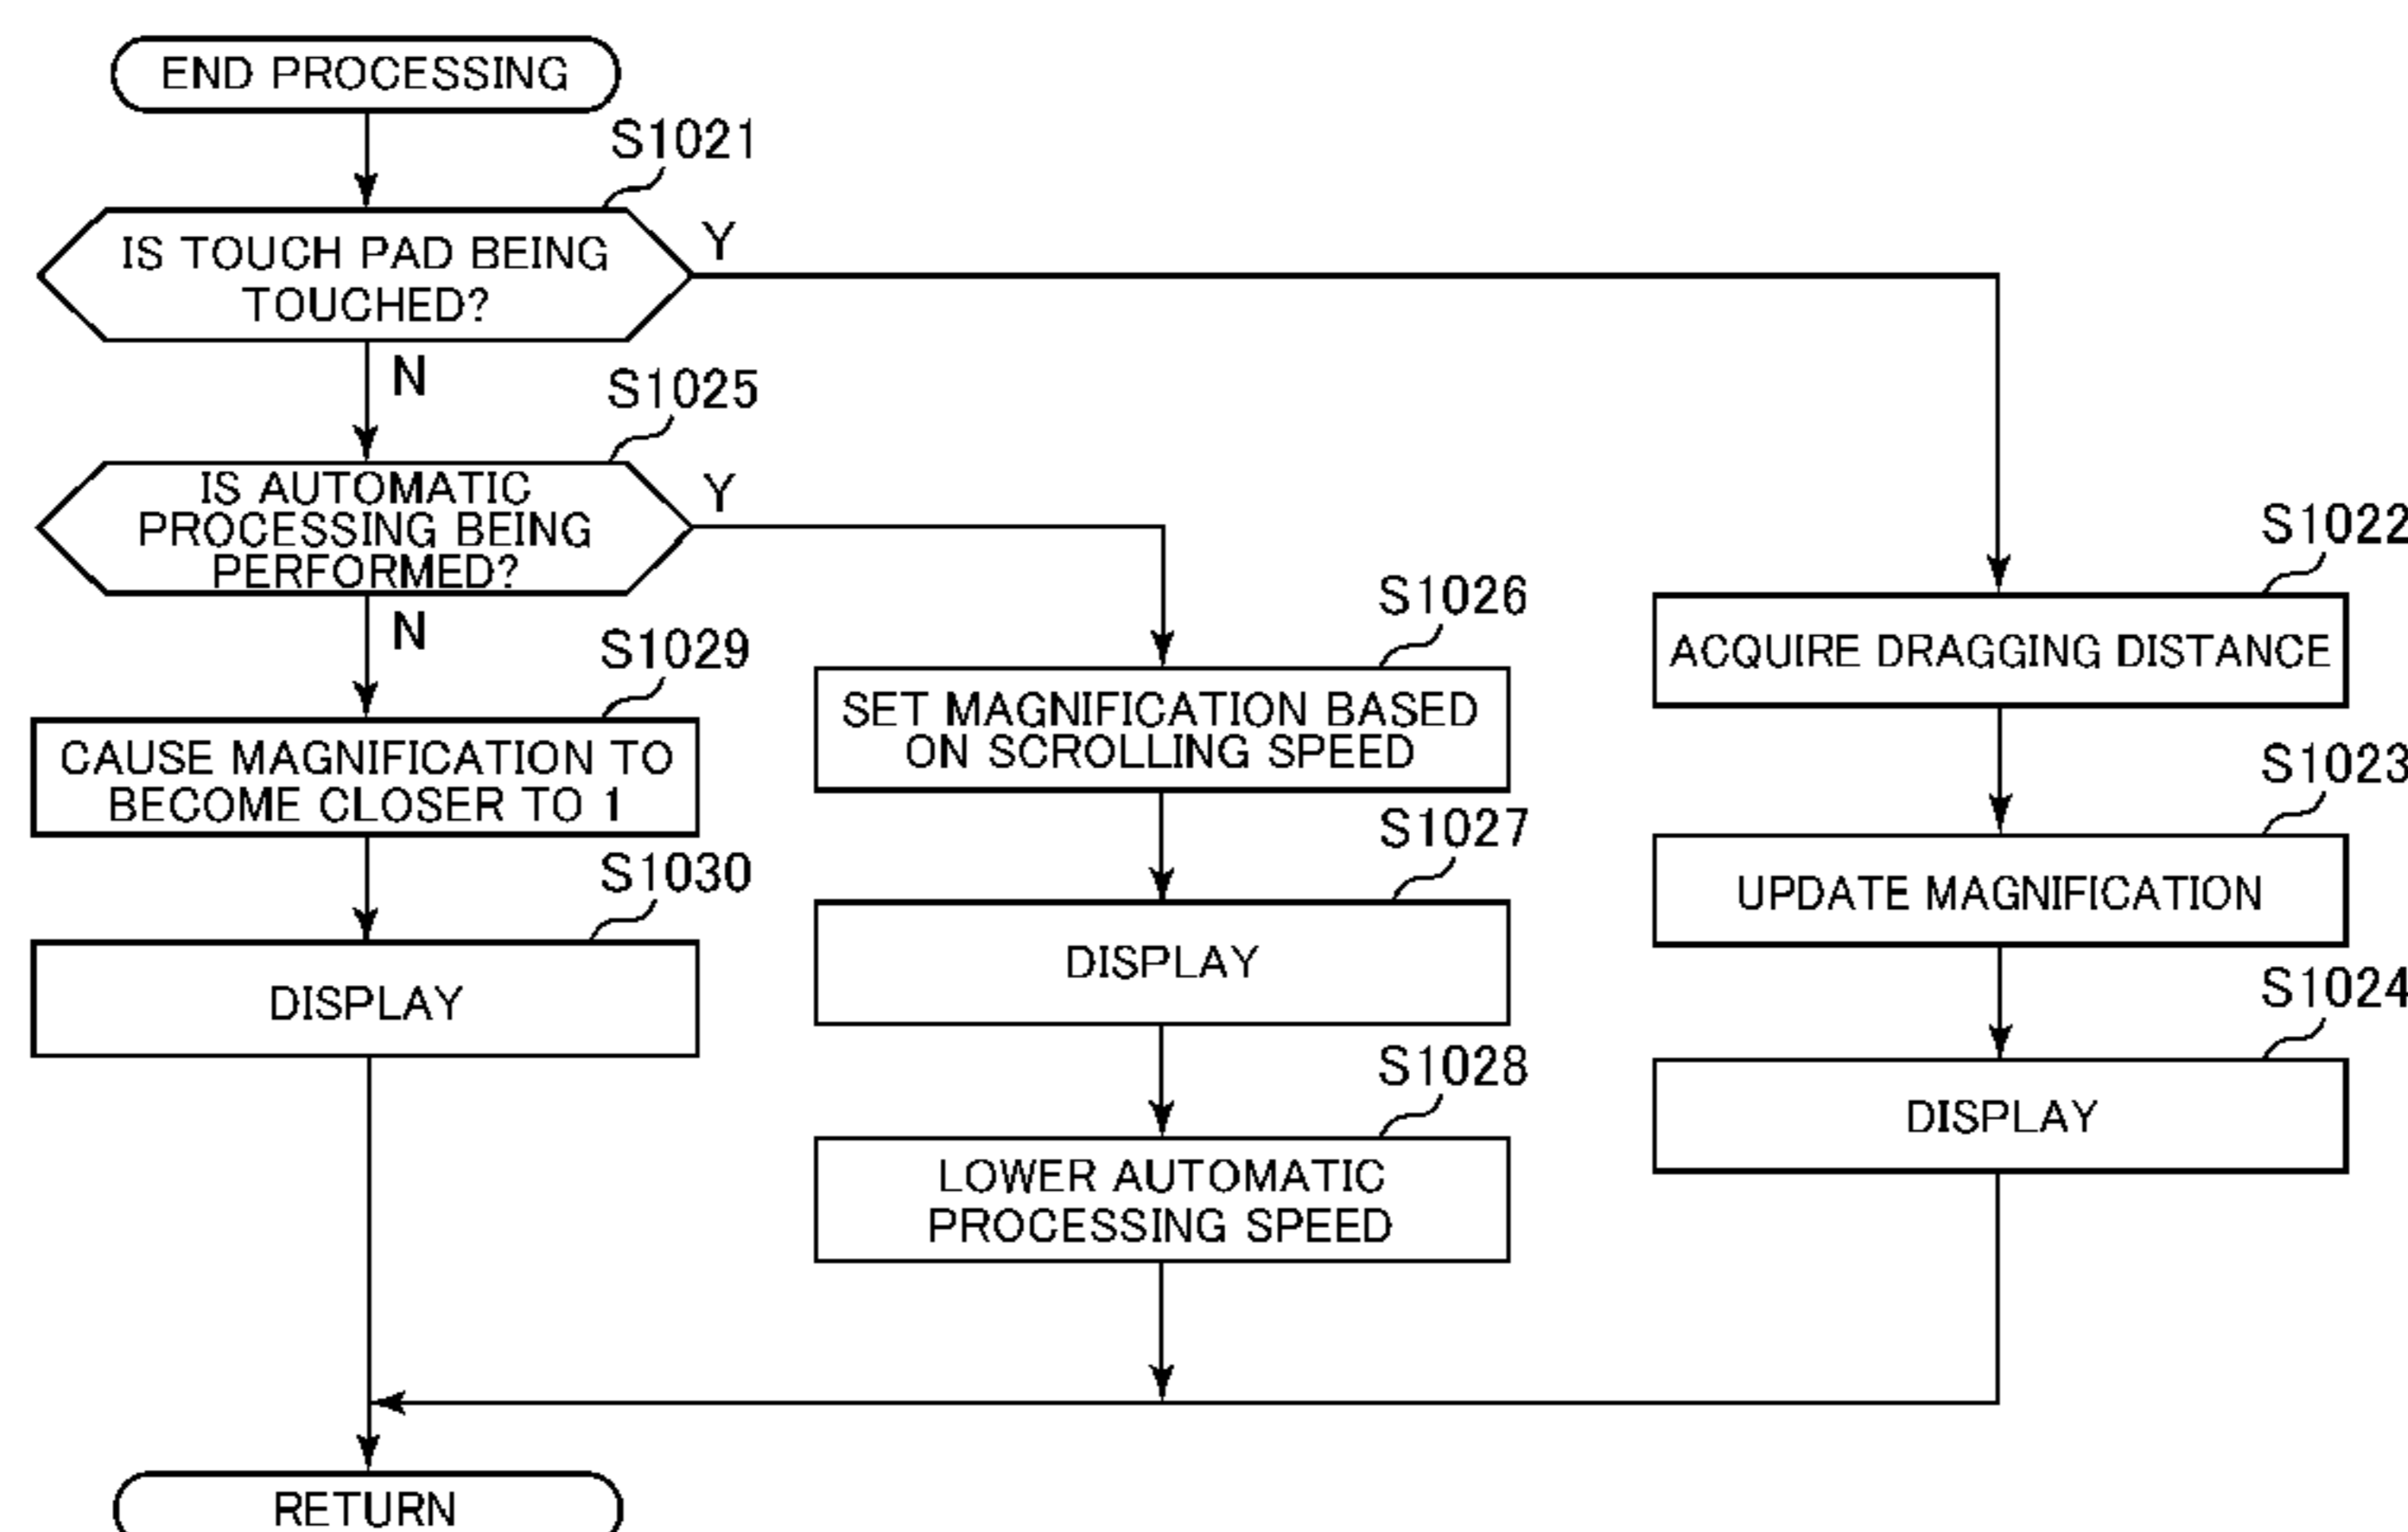 END PROCESSING
S1021
IS TOUCH PAD BEING
TOUCHED?
Y
N
S1025
IS AUTOMATIC
PROCESSING BEING
PERFORMED?
Y
N
S1029
CAUSE MAGNIFICATION TO
BECOME CLOSER TO 1
S1030
DISPLAY
S1026
SET MAGNIFICATION BASED
ON SCROLLING SPEED
S1027
DISPLAY
S1028
LOWER AUTOMATIC
PROCESSING SPEED
S1022
ACQUIRE DRAGGING DISTANCE
S1023
UPDATE MAGNIFICATION
S1024
DISPLAY
RETURN